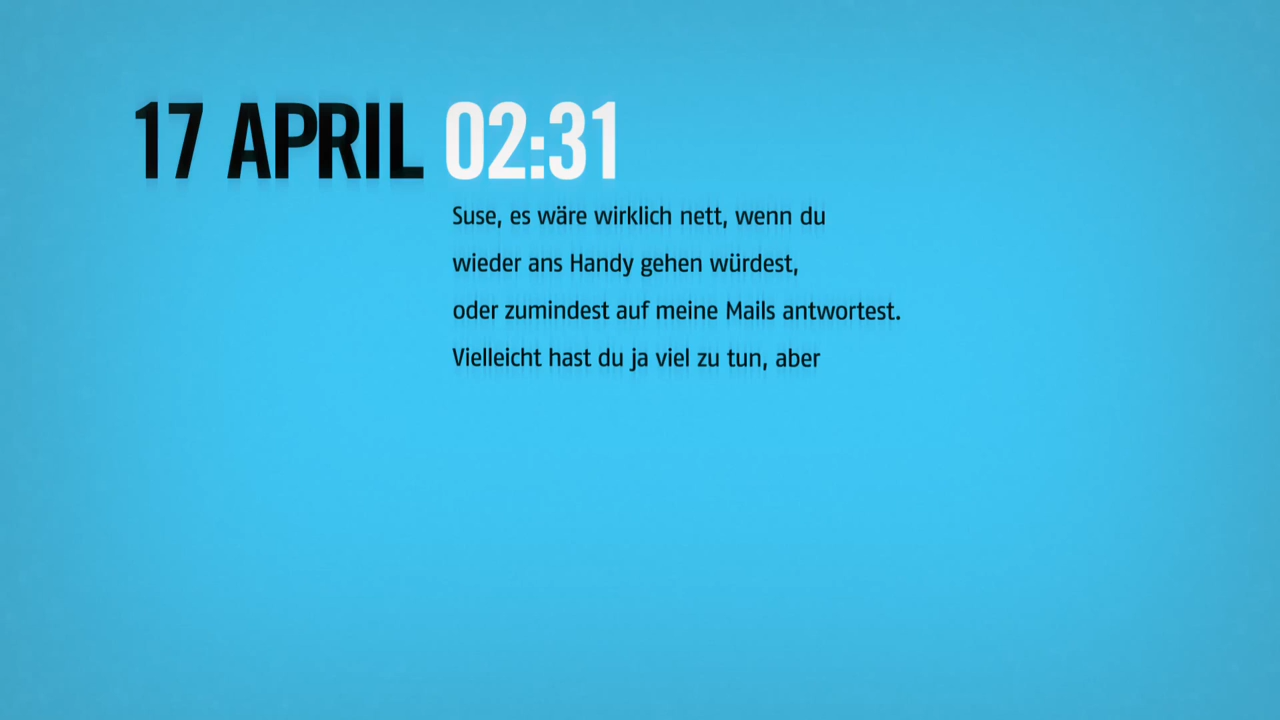 17 APRIL 02:31
Suse, es wäre wirklich nett, wenn du
wieder ans Handy gehen würdest,
oder zumindest auf meine Mails antwortest.
Vielleicht hast du ja viel zu tun, aber